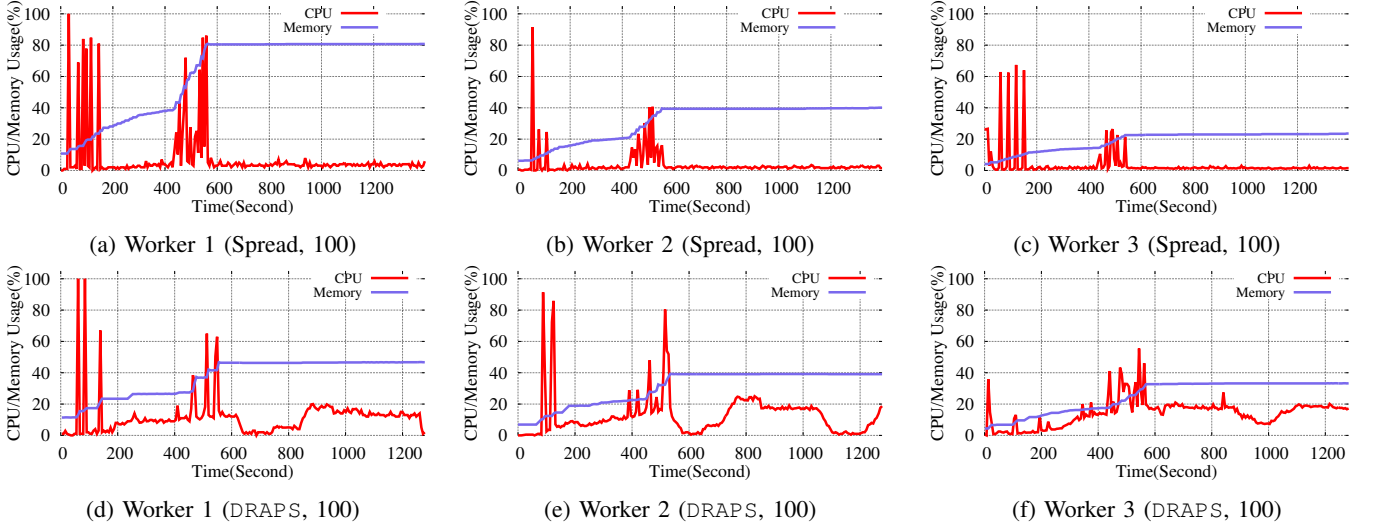 CPU/Memory Usage(%)
100
80
60
40
20
0
CPU
Memory
0 200 400 600 800 1000 1200
Time(Second)
(a) Worker 1 (Spread, 100)
CPU/Memory Usage(%)
100
80
60
40
20
0
CPU
Memory
0 200 400 600 800 1000 1200
Time(Second)
(b) Worker 2 (Spread, 100)
CPU/Memory Usage(%)
100
80
60
40
20
0
CPU
Memory
0 200 400 600 800 1000 1200
Time(Second)
(c) Worker 3 (Spread, 100)
CPU/Memory Usage(%)
100
80
60
40
20
0
CPU
Memory
0 200 400 600 800 1000 1200
Time(Second)
(d) Worker 1 (DRAPS, 100)
CPU/Memory Usage(%)
100
80
60
40
20
0
CPU
Memory
0 200 400 600 800 1000 1200
Time(Second)
(e) Worker 2 (DRAPS, 100)
CPU/Memory Usage(%)
100
80
60
40
20
0
CPU
Memory
0 200 400 600 800 1000 1200
Time(Second)
(f) Worker 3 (DRAPS, 100)